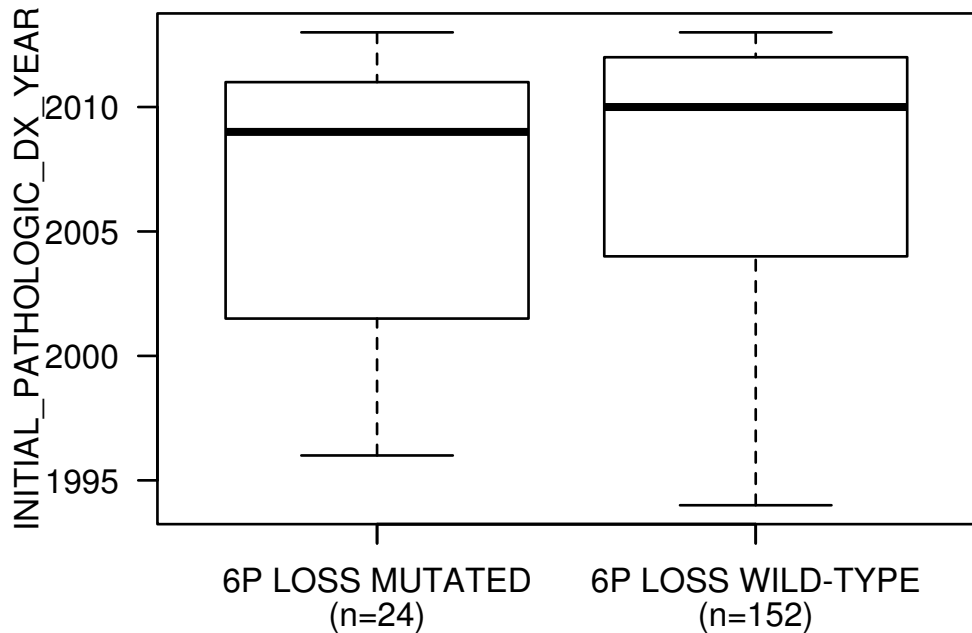 INITIAL_PATHOLOGIC_DX_YEAR
2010
2005
2000
1995
6P LOSS MUTATED
(n=24)
6P LOSS WILD-TYPE
(n=152)